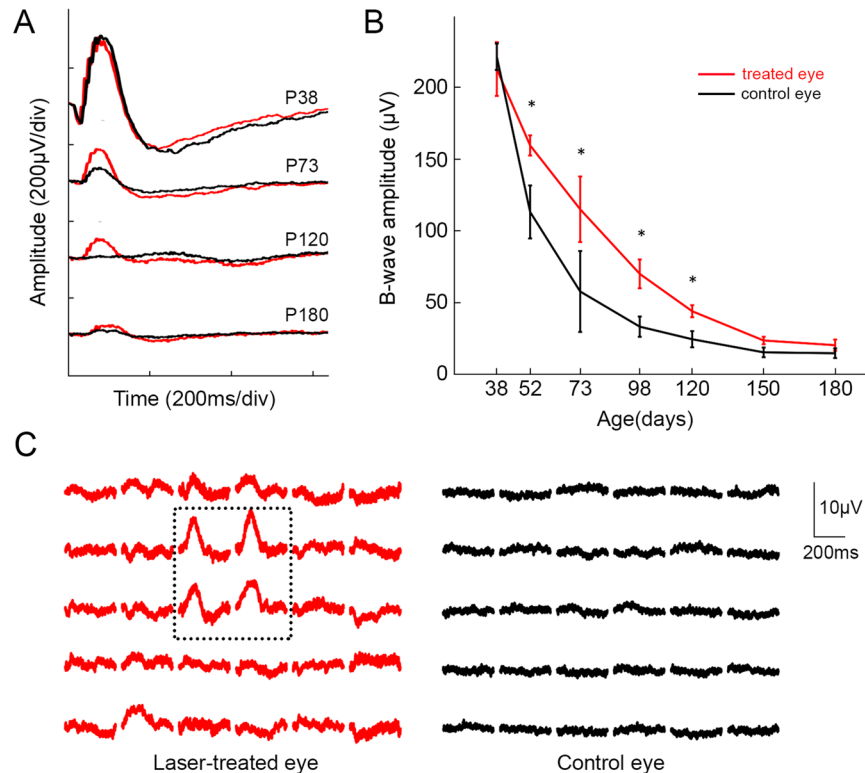 A
Amplitude (200µV/div)
P38
P73
P120
P180
Time (200ms/div)
B
B-wave amplitude (µV)
200
150
100
50
0
treated eye
control eye
*
*
*
*
*
38 52 73 98 120 150 180
Age(days)
C
10µV
200ms
Laser-treated eye
Control eye